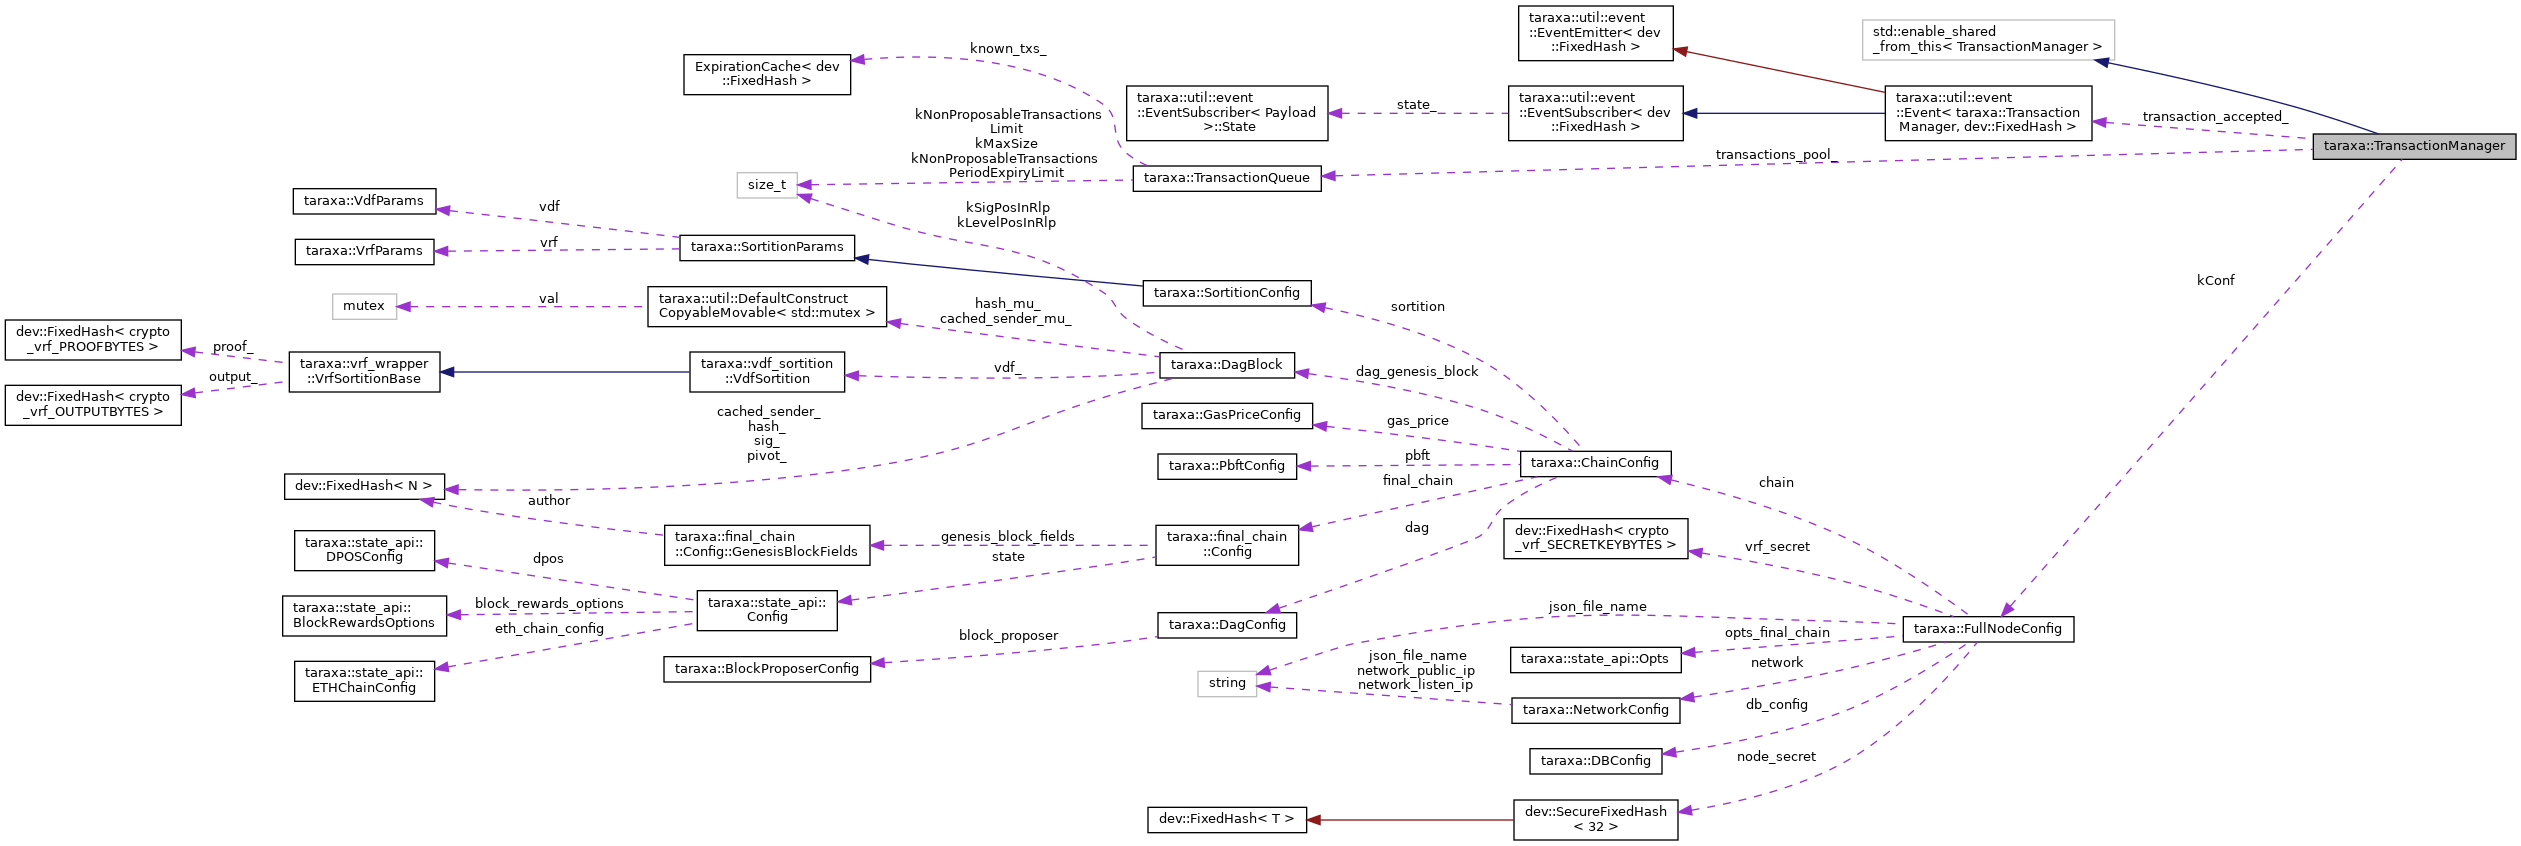 taraxa::util::event
::EventEmitter< dev
::FixedHash >
std::enable_shared
_from_this< TransactionManager >
known_txs_
ExpirationCache< dev
::FixedHash >
taraxa::util::event
::EventSubscriber< Payload
>::State
state_
taraxa::util::event
::EventSubscriber< dev
::FixedHash >
taraxa::util::event
::Event< taraxa::Transaction
Manager, dev::FixedHash >
transaction_accepted_
taraxa::TransactionManager
kNonProposableTransactions
Limit
kMaxSize
kNonProposableTransactions
PeriodExpiryLimit
transactions_pool_
taraxa::TransactionQueue
size_t
taraxa::VdfParams
vdf
kSigPosInRlp
kLevelPosInRlp
taraxa::VrfParams
vrf
taraxa::SortitionParams
kConf
taraxa::SortitionConfig
sortition
mutex
val
taraxa::util::DefaultConstruct
CopyableMovable< std::mutex >
hash_mu_
cached_sender_mu_
dev::FixedHash< crypto
_vrf_PROOFBYTES >
proof_
output_
dev::FixedHash< crypto
_vrf_OUTPUTBYTES >
taraxa::vrf_wrapper
::VrfSortitionBase
taraxa::vdf_sortition
::VdfSortition
vdf_
taraxa::DagBlock
dag_genesis_block
cached_sender_
hash_
sig_
pivot_
taraxa::GasPriceConfig
gas_price
taraxa::PbftConfig
pbft
taraxa::ChainConfig
final_chain
chain
dev::FixedHash< N >
author
dag
taraxa::final_chain
::Config::GenesisBlockFields
genesis_block_fields
state
taraxa::final_chain
::Config
dev::FixedHash< crypto
_vrf_SECRETKEYBYTES >
vrf_secret
taraxa::state_api::
DPOSConfig
dpos
taraxa::state_api::
BlockRewardsOptions
block_rewards_options
eth_chain_config
taraxa::state_api::
Config
taraxa::state_api::
ETHChainConfig
taraxa::DagConfig
block_proposer
taraxa::BlockProposerConfig
json_file_name
taraxa::FullNodeConfig
opts_final_chain
taraxa::state_api::Opts
network
string
json_file_name
network_public_ip
network_listen_ip
taraxa::NetworkConfig
db_config
taraxa::DBConfig
node_secret
dev::FixedHash< T >
dev::SecureFixedHash
< 32 >